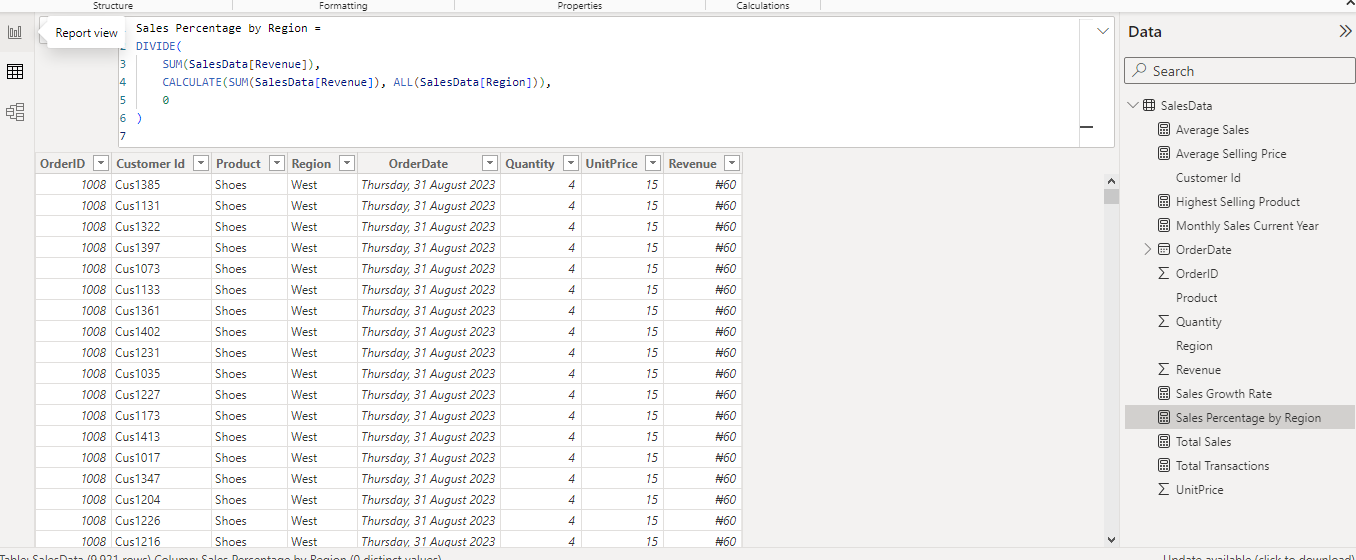 Structure Formatting Properties Calculations
Report view
Sales Percentage by Region =
2 DIVIDE(
3 SUM(SalesData[Revenue]),
4 CALCULATE(SUM(SalesData[Revenue]), ALL(SalesData[Region])),
5 0
6 )
7
OrderID Customer Id Product Region OrderDate Quantity UnitPrice Revenue
1008 Cus1385 Shoes West Thursday, 31 August 2023 4 15 ₦60
1008 Cus1131 Shoes West Thursday, 31 August 2023 4 15 ₦60
1008 Cus1322 Shoes West Thursday, 31 August 2023 4 15 ₦60
1008 Cus1397 Shoes West Thursday, 31 August 2023 4 15 ₦60
1008 Cus1073 Shoes West Thursday, 31 August 2023 4 15 ₦60
1008 Cus1133 Shoes West Thursday, 31 August 2023 4 15 ₦60
1008 Cus1361 Shoes West Thursday, 31 August 2023 4 15 ₦60
1008 Cus1402 Shoes West Thursday, 31 August 2023 4 15 ₦60
1008 Cus1231 Shoes West Thursday, 31 August 2023 4 15 ₦60
1008 Cus1035 Shoes West Thursday, 31 August 2023 4 15 ₦60
1008 Cus1227 Shoes West Thursday, 31 August 2023 4 15 ₦60
1008 Cus1173 Shoes West Thursday, 31 August 2023 4 15 ₦60
1008 Cus1413 Shoes West Thursday, 31 August 2023 4 15 ₦60
1008 Cus1017 Shoes West Thursday, 31 August 2023 4 15 ₦60
1008 Cus1347 Shoes West Thursday, 31 August 2023 4 15 ₦60
1008 Cus1204 Shoes West Thursday, 31 August 2023 4 15 ₦60
1008 Cus1226 Shoes West Thursday, 31 August 2023 4 15 ₦60
1008 Cus1216 Shoes West Thursday, 31 August 2023 4 15 ₦60
Data
Search
SalesData
Average Sales
Average Selling Price
Customer Id
Highest Selling Product
Monthly Sales Current Year
OrderDate
OrderID
Product
Quantity
Region
Revenue
Sales Growth Rate
Sales Percentage by Region
Total Sales
Total Transactions
UnitPrice
Table: SalesData (9,921 rows) Column: Sales Percentage by Region (0 distinct values)
Update available (click to download)